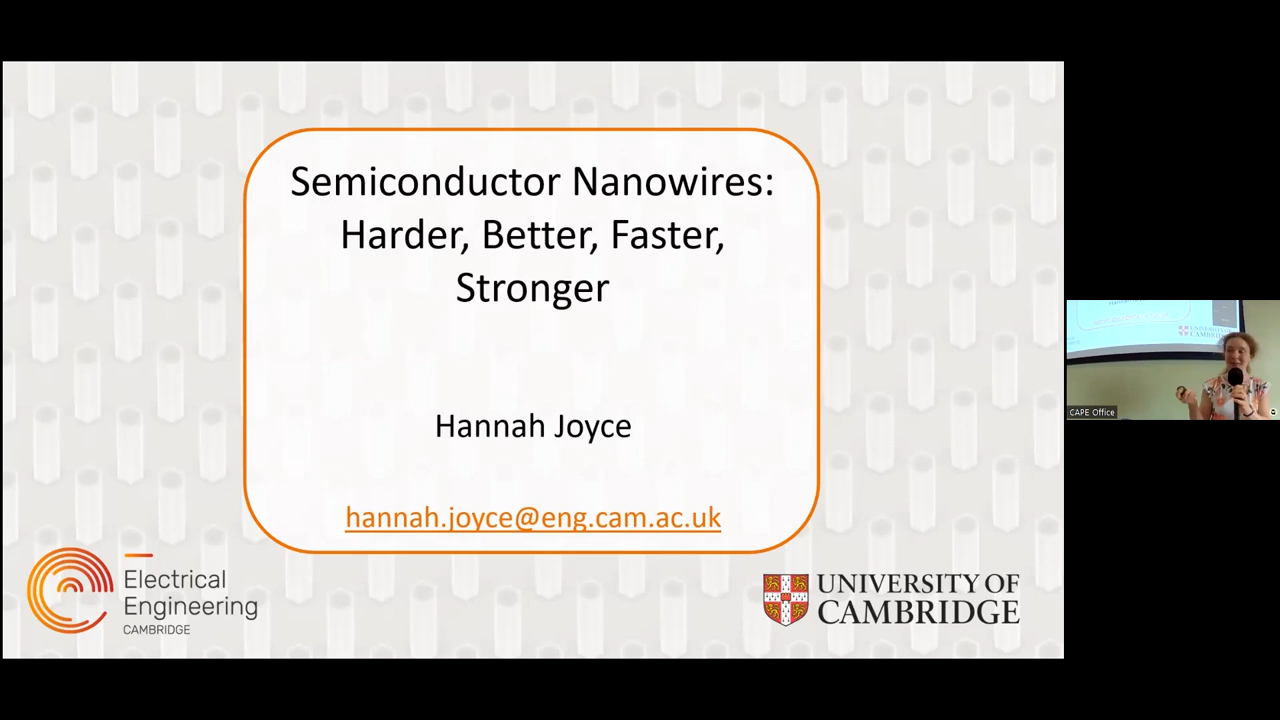 Semiconductor Nanowires:
Harder, Better, Faster,
Stronger
Hannah Joyce
hannah.joyce@eng.cam.ac.uk
Electrical
Engineering
CAMBRIDGE
UNIVERSITY OF
CAMBRIDGE
CAPE Office